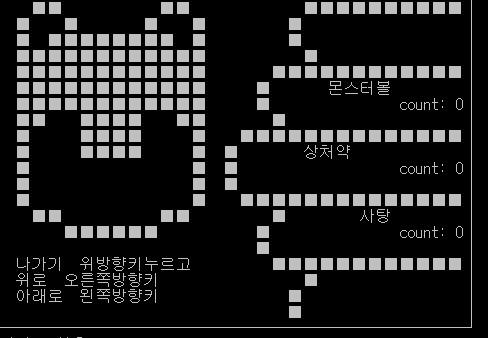 몬스터볼
count: 0
상처약
count: 0
사탕
count: 0
나가기 위방향키누르고
위로 오른쪽방향키
아래로 왼쪽방향키